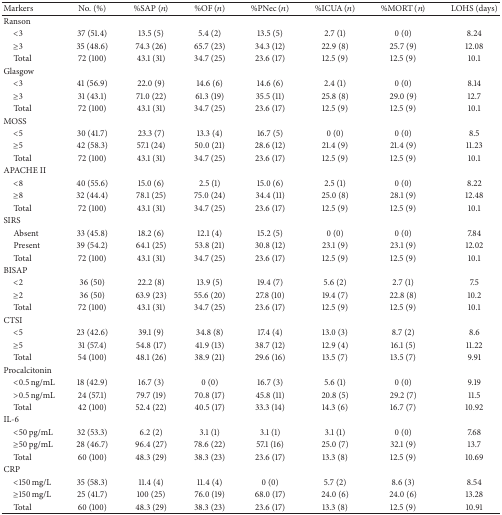 Markers No. (%) %SAP (n) %OF (n) %PNec (n) %ICUA (n) %MORT (n) LOHS (days)
Ranson
<3 37 (51.4) 13.5 (5) 5.4 (2) 13.5 (5) 2.7 (1) 0 (0) 8.24
≥3 35 (48.6) 74.3 (26) 65.7 (23) 34.3 (12) 22.9 (8) 25.7 (9) 12.08
Total 72 (100) 43.1 (31) 34.7 (25) 23.6 (17) 12.5 (9) 12.5 (9) 10.1
Glasgow
<3 41 (56.9) 22.0 (9) 14.6 (6) 14.6 (6) 2.4 (1) 0 (0) 8.14
≥3 31 (43.1) 71.0 (22) 61.3 (19) 35.5 (11) 25.8 (8) 29.0 (9) 12.7
Total 72 (100) 43.1 (31) 34.7 (25) 23.6 (17) 12.5 (9) 12.5 (9) 10.1
MOSS
<5 30 (41.7) 23.3 (7) 13.3 (4) 16.7 (5) 0 (0) 0 (0) 8.5
≥5 42 (58.3) 57.1 (24) 50.0 (21) 28.6 (12) 21.4 (9) 21.4 (9) 11.23
Total 72 (100) 43.1 (31) 34.7 (25) 23.6 (17) 12.5 (9) 12.5 (9) 10.1
APACHE II
<8 40 (55.6) 15.0 (6) 2.5 (1) 15.0 (6) 2.5 (1) 0 (0) 8.22
≥8 32 (44.4) 78.1 (25) 75.0 (24) 34.4 (11) 25.0 (8) 28.1 (9) 12.48
Total 72 (100) 43.1 (31) 34.7 (25) 23.6 (17) 12.5 (9) 12.5 (9) 10.1
SIRS
Absent 33 (45.8) 18.2 (6) 12.1 (4) 15.2 (5) 0 (0) 0 (0) 7.84
Present 39 (54.2) 64.1 (25) 53.8 (21) 30.8 (12) 23.1 (9) 23.1 (9) 12.02
Total 72 (100) 43.1 (31) 34.7 (25) 23.6 (17) 12.5 (9) 12.5 (9) 10.1
BISAP
<2 36 (50) 22.2 (8) 13.9 (5) 19.4 (7) 5.6 (2) 2.7 (1) 7.5
≥2 36 (50) 63.9 (23) 55.6 (20) 27.8 (10) 19.4 (7) 22.8 (8) 10.2
Total 72 (100) 43.1 (31) 34.7 (25) 23.6 (17) 12.5 (9) 12.5 (9) 10.1
CTSI
<5 23 (42.6) 39.1 (9) 34.8 (8) 17.4 (4) 13.0 (3) 8.7 (2) 8.6
≥5 31 (57.4) 54.8 (17) 41.9 (13) 38.7 (12) 12.9 (4) 16.1 (5) 11.22
Total 54 (100) 48.1 (26) 38.9 (21) 29.6 (16) 13.5 (7) 13.5 (7) 9.91
Procalcitonin
<0.5 ng/mL 18 (42.9) 16.7 (3) 0 (0) 16.7 (3) 5.6 (1) 0 (0) 9.19
>0.5 ng/mL 24 (57.1) 79.7 (19) 70.8 (17) 45.8 (11) 20.8 (5) 29.2 (7) 11.5
Total 42 (100) 52.4 (22) 40.5 (17) 33.3 (14) 14.3 (6) 16.7 (7) 10.92
IL-6
<50 pg/mL 32 (53.3) 6.2 (2) 3.1 (1) 3.1 (1) 3.1 (1) 0 (0) 7.68
≥50 pg/mL 28 (46.7) 96.4 (27) 78.6 (22) 57.1 (16) 25.0 (7) 32.1 (9) 13.7
Total 60 (100) 48.3 (29) 38.3 (23) 23.6 (17) 13.3 (8) 12.5 (9) 10.69
CRP
<150 mg/L 35 (58.3) 11.4 (4) 11.4 (4) 0 (0) 5.7 (2) 8.6 (3) 8.54
≥150 mg/L 25 (41.7) 100 (25) 76.0 (19) 68.0 (17) 24.0 (6) 24.0 (6) 13.28
Total 60 (100) 48.3 (29) 38.3 (23) 23.6 (17) 13.3 (8) 12.5 (9) 10.91